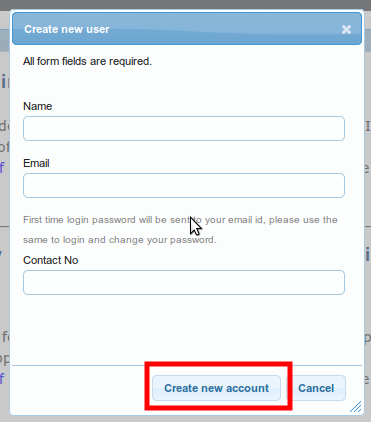 Create new user
All form fields are required.
Name
Email
First time login password will be sent to your email id, please use the
same to login and change your password.
Contact No
Create new account
Cancel